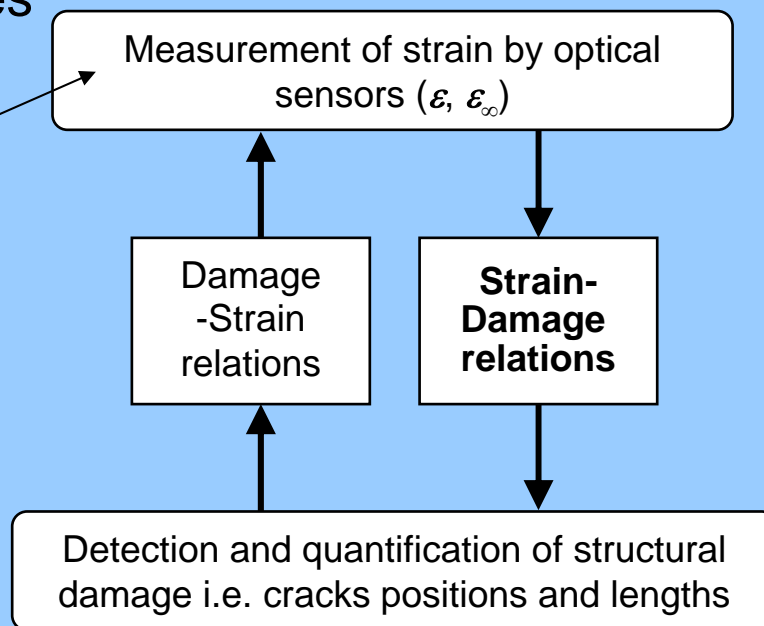 es
Measurement of strain by optical
sensors (ε, ε∞)
Damage
-Strain
relations
Strain-
Damage
relations
Detection and quantification of structural
damage i.e. cracks positions and lengths